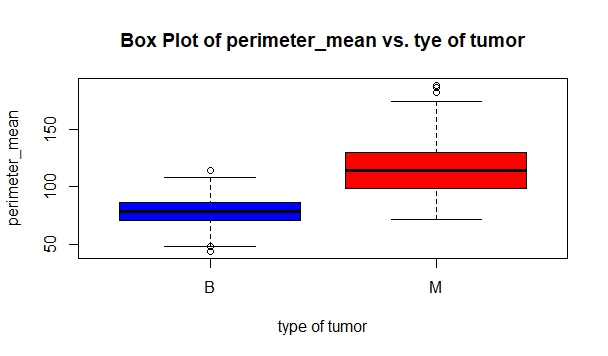 Box Plot of perimeter_mean vs. tye of tumor
perimeter_mean
150
100
50
B
M
type of tumor